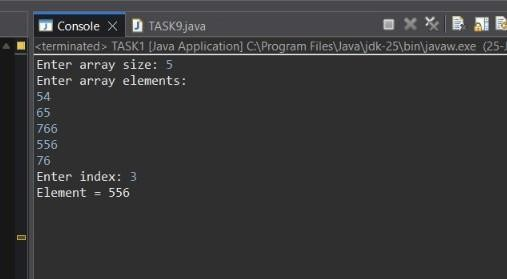 Console
TASK9.java
<terminated> TASK1 [Java Application] C:\Program Files\Java\jdk-25\bin\javaw.exe (25-J
Enter array size: 5
Enter array elements:
54
65
766
556
76
Enter index: 3
Element = 556